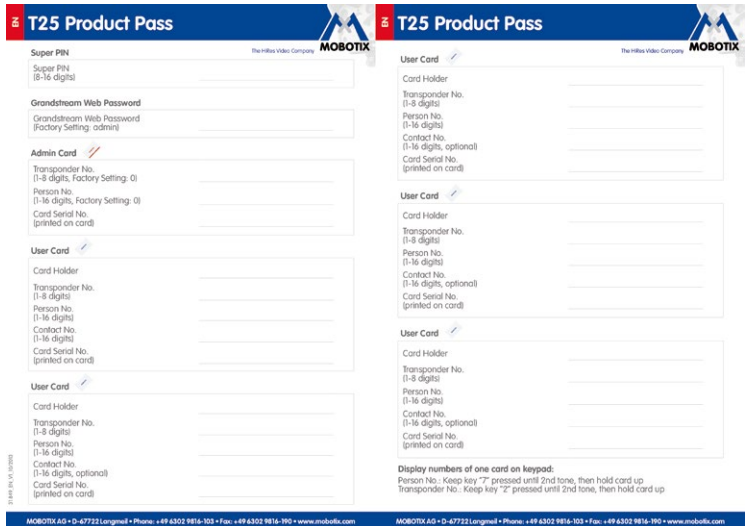 EN
T25 Product Pass
MOBOTIX
The HiRes Video Company
Super PIN
Super PIN
(8-16 digits)
Grandstream Web Password
Grandstream Web Password
(Factory Setting: admin)
Admin Card
Transponder No.
(1-8 digits, Factory Setting: 0)
Person No.
(1-16 digits, Factory Setting: 0)
Card Serial No.
(printed on card)
User Card
Card Holder
Transponder No.
(1-8 digits)
Person No.
(1-16 digits)
Contact No.
(1-16 digits)
Card Serial No.
(printed on card)
User Card
Card Holder
Transponder No.
(1-8 digits)
Person No.
(1-16 digits)
Contact No.
(1-16 digits, optional)
Card Serial No.
(printed on card)
MOBOTIX AG • D-67722 Langmeil • Phone: +49 6302 9816-103 • Fax: +49 6302 9816-190 • www.mobotix.com
EN
T25 Product Pass
MOBOTIX
The HiRes Video Company
User Card
Card Holder
Transponder No.
(1-8 digits)
Person No.
(1-16 digits)
Contact No.
(1-16 digits, optional)
Card Serial No.
(printed on card)
User Card
Card Holder
Transponder No.
(1-8 digits)
Person No.
(1-16 digits)
Contact No.
(1-16 digits, optional)
Card Serial No.
(printed on card)
User Card
Card Holder
Transponder No.
(1-8 digits)
Person No.
(1-16 digits)
Contact No.
(1-16 digits, optional)
Card Serial No.
(printed on card)
Display numbers of one card on keypad:
Person No.: Keep key "7" pressed until 2nd tone, then hold card up
Transponder No.: Keep key "2" pressed until 2nd tone, then hold card up
MOBOTIX AG • D-67722 Langmeil • Phone: +49 6302 9816-103 • Fax: +49 6302 9816-190 • www.mobotix.com